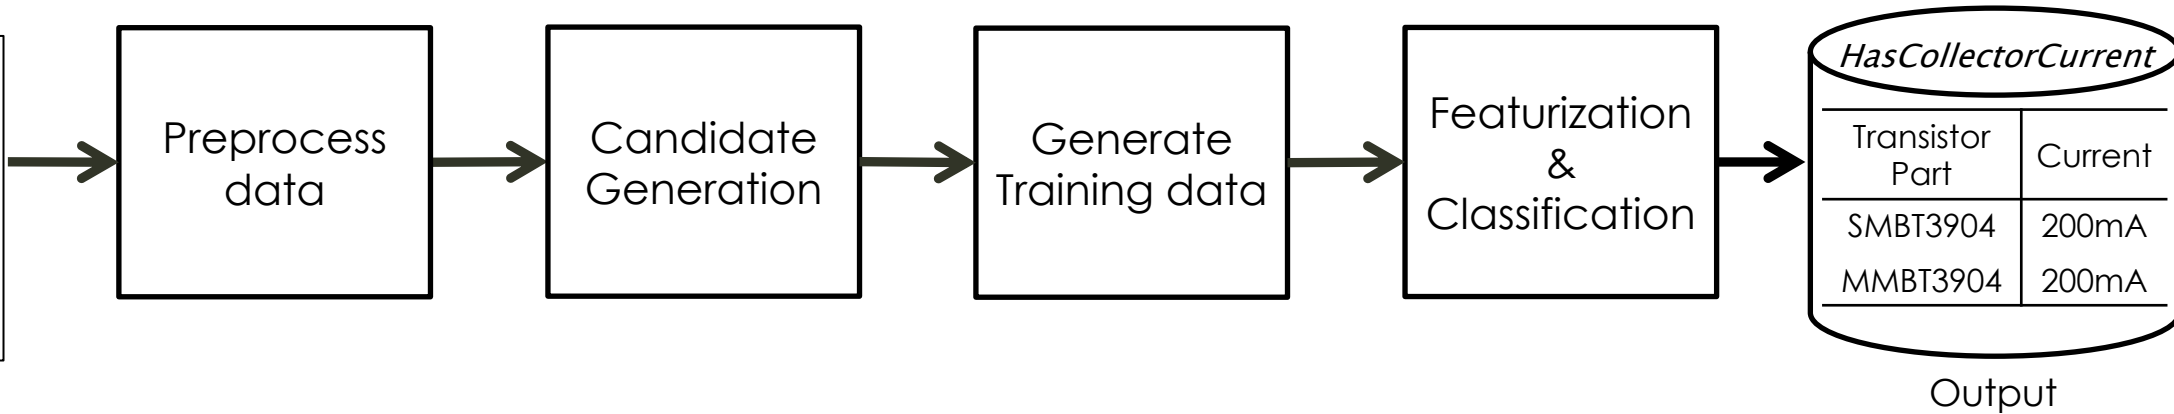 Preprocess
data
Candidate
Generation
Generate
Training data
Featurization
&
Classification
HasCollectorCurrent
Transistor
Part
Current
SMBT3904 200mA
MMBT3904 200mA
Output